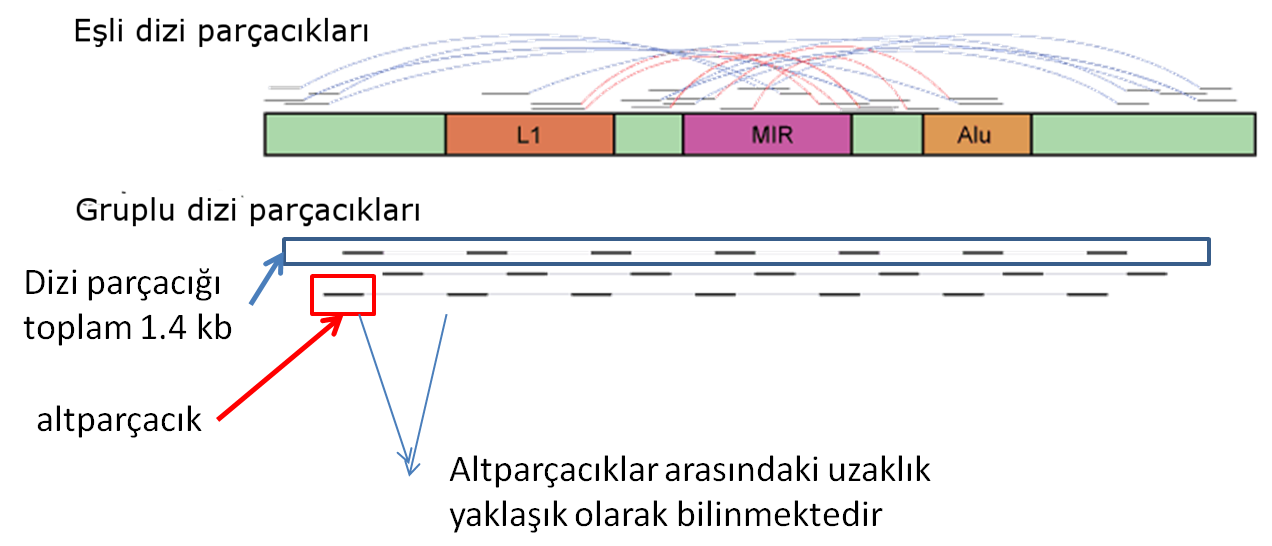 Eşli dizi parçacıkları
L1
MIR
Alu
Gruplu dizi parçacıkları
Dizi parçacığı
toplam 1.4 kb
altparçacık
Altparçacıklar arasındaki uzaklık
yaklaşık olarak bilinmektedir